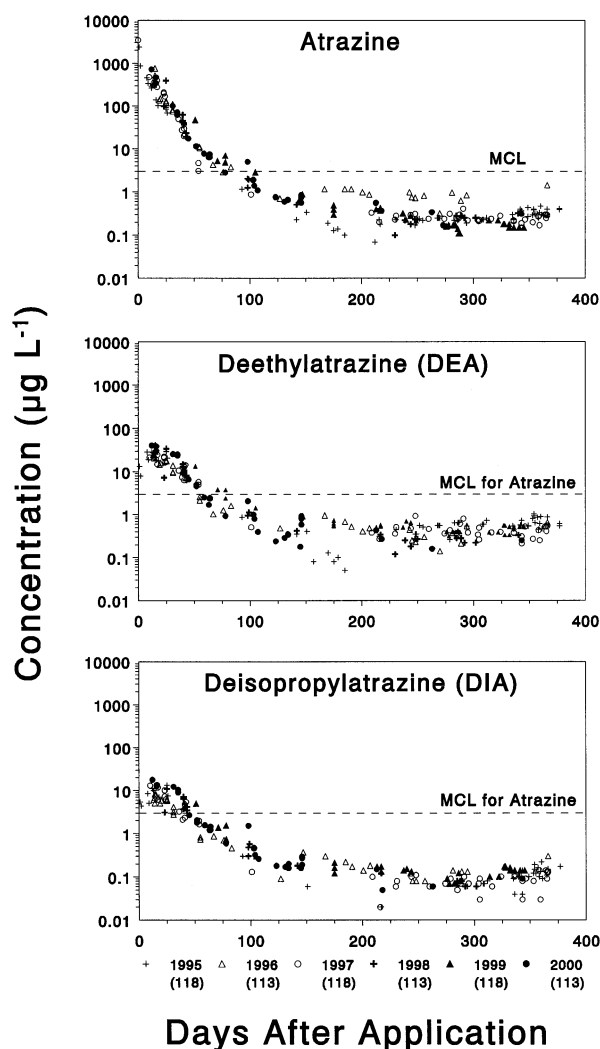 Concentration (µg L⁻¹)
Atrazine
10000
1000
100
10
MCL
1
0.1
0.01
0 100 200 300 400
Deethylatrazine (DEA)
10000
1000
100
10
MCL for Atrazine
1
0.1
0.01
0 100 200 300 400
Deisopropylatrazine (DIA)
10000
1000
100
10
MCL for Atrazine
1
0.1
0.01
0 100 200 300 400
1995 1996 1997 1998 1999 2000
(118) (113) (118) (113) (118) (113)
Days After Application